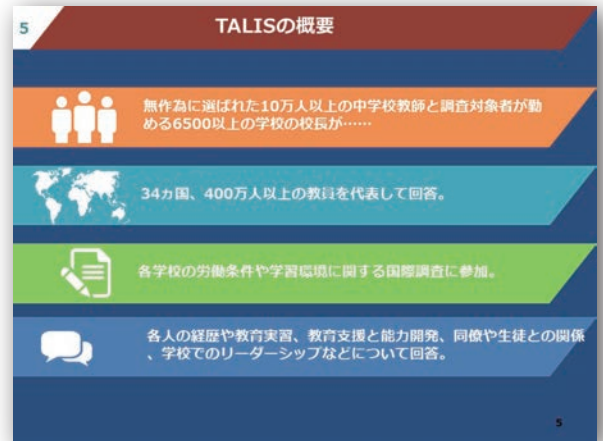 5
TALISの概要
無作為に選ばれた10万人以上の中学校教師と調査対象者が勤
める6500以上の学校の校長が……
34カ国、400万人以上の教員を代表して回答。
各学校の労働条件や学習環境に関する国際調査に参加。
各人の経歴や教育実習、教育支援と能力開発、同僚や生徒との関係
、学校でのリーダーシップなどについて回答。
5